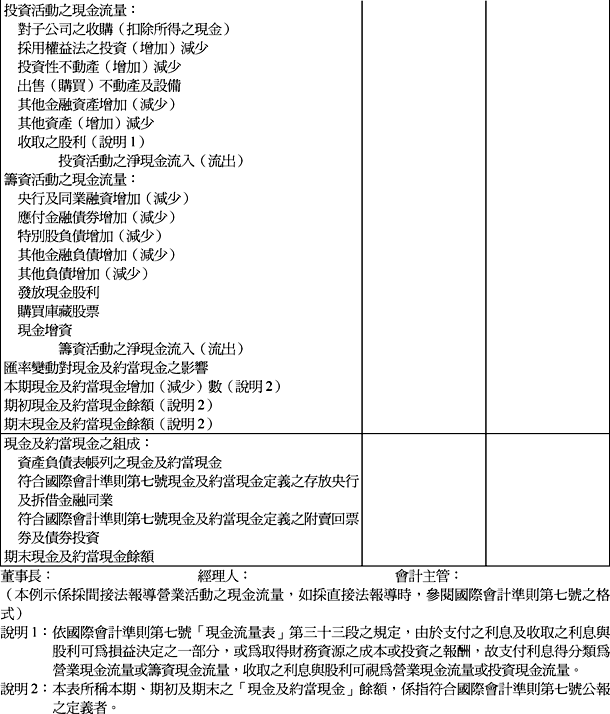 投資活動之現金流量：
對子公司之收購（扣除所得之現金）
採用權益法之投資（增加）減少
投資性不動產（增加）減少
出售（購買）不動產及設備
其他金融資產增加（減少）
其他資產（增加）減少
收取之股利（說明1）
投資活動之淨現金流入（流出）
籌資活動之現金流量：
央行及同業融資增加（減少）
應付金融債券增加（減少）
特別股負債增加（減少）
其他金融負債增加（減少）
其他負債增加（減少）
發放現金股利
購買庫藏股票
現金增資
籌資活動之淨現金流入（流出）
匯率變動對現金及約當現金之影響
本期現金及約當現金增加（減少）數（說明2）
期初現金及約當現金餘額（說明2）
期末現金及約當現金餘額（說明2）
現金及約當現金之組成：
資產負債表帳列之現金及約當現金
符合國際會計準則第七號現金及約當現金定義之存放央行
及拆借金融同業
符合國際會計準則第七號現金及約當現金定義之附賣回票
券及債券投資
期末現金及約當現金餘額
董事長： 經理人： 會計主管：
（本例示係採間接法報導營業活動之現金流量，如採直接法報導時，參閱國際會計準則第七號之格
式）
說明1：依國際會計準則第七號「現金流量表」第三十三段之規定，由於支付之利息及收取之利息與
股利可爲損益決定之一部分，或爲取得財務資源之成本或投資之報酬，故支付利息得分類爲
營業現金流量或籌資現金流量，收取之利息與股利可視爲營業現金流量或投資現金流量。
說明2：本表所稱本期、期初及期末之「現金及約當現金」餘額，係指符合國際會計準則第七號公報
之定義者。